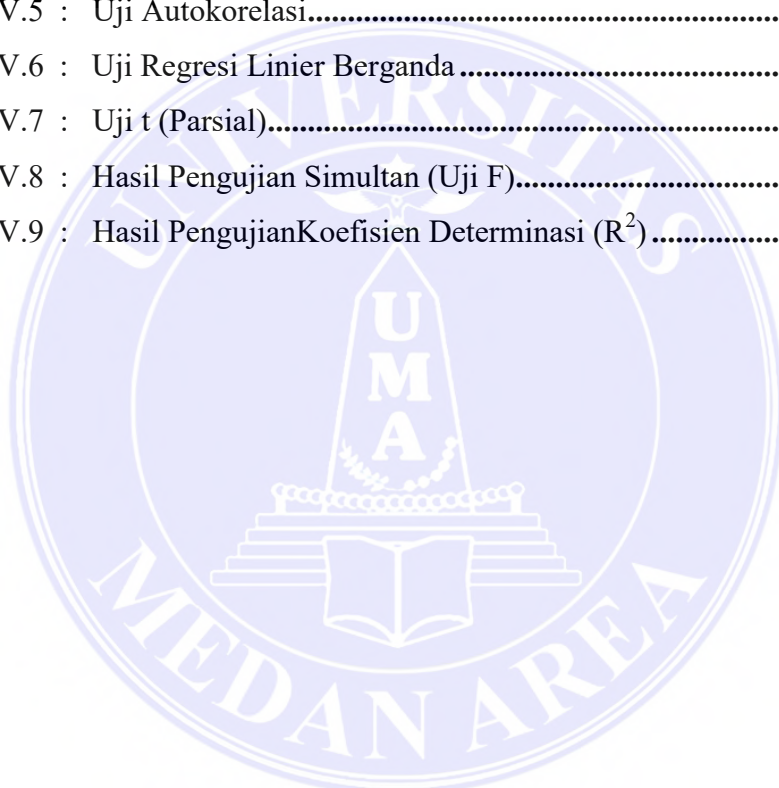 V.5 : Uji Autokorelasi................................................................
V.6 : Uji Regresi Linier Berganda........................................
V.7 : Uji t (Parsial)................................................................
V.8 : Hasil Pengujian Simultan (Uji F)................................
V.9 : Hasil PengujianKoefisien Determinasi (R²)................
UNIVERSITAS
U
M
A
MEDAN AREA